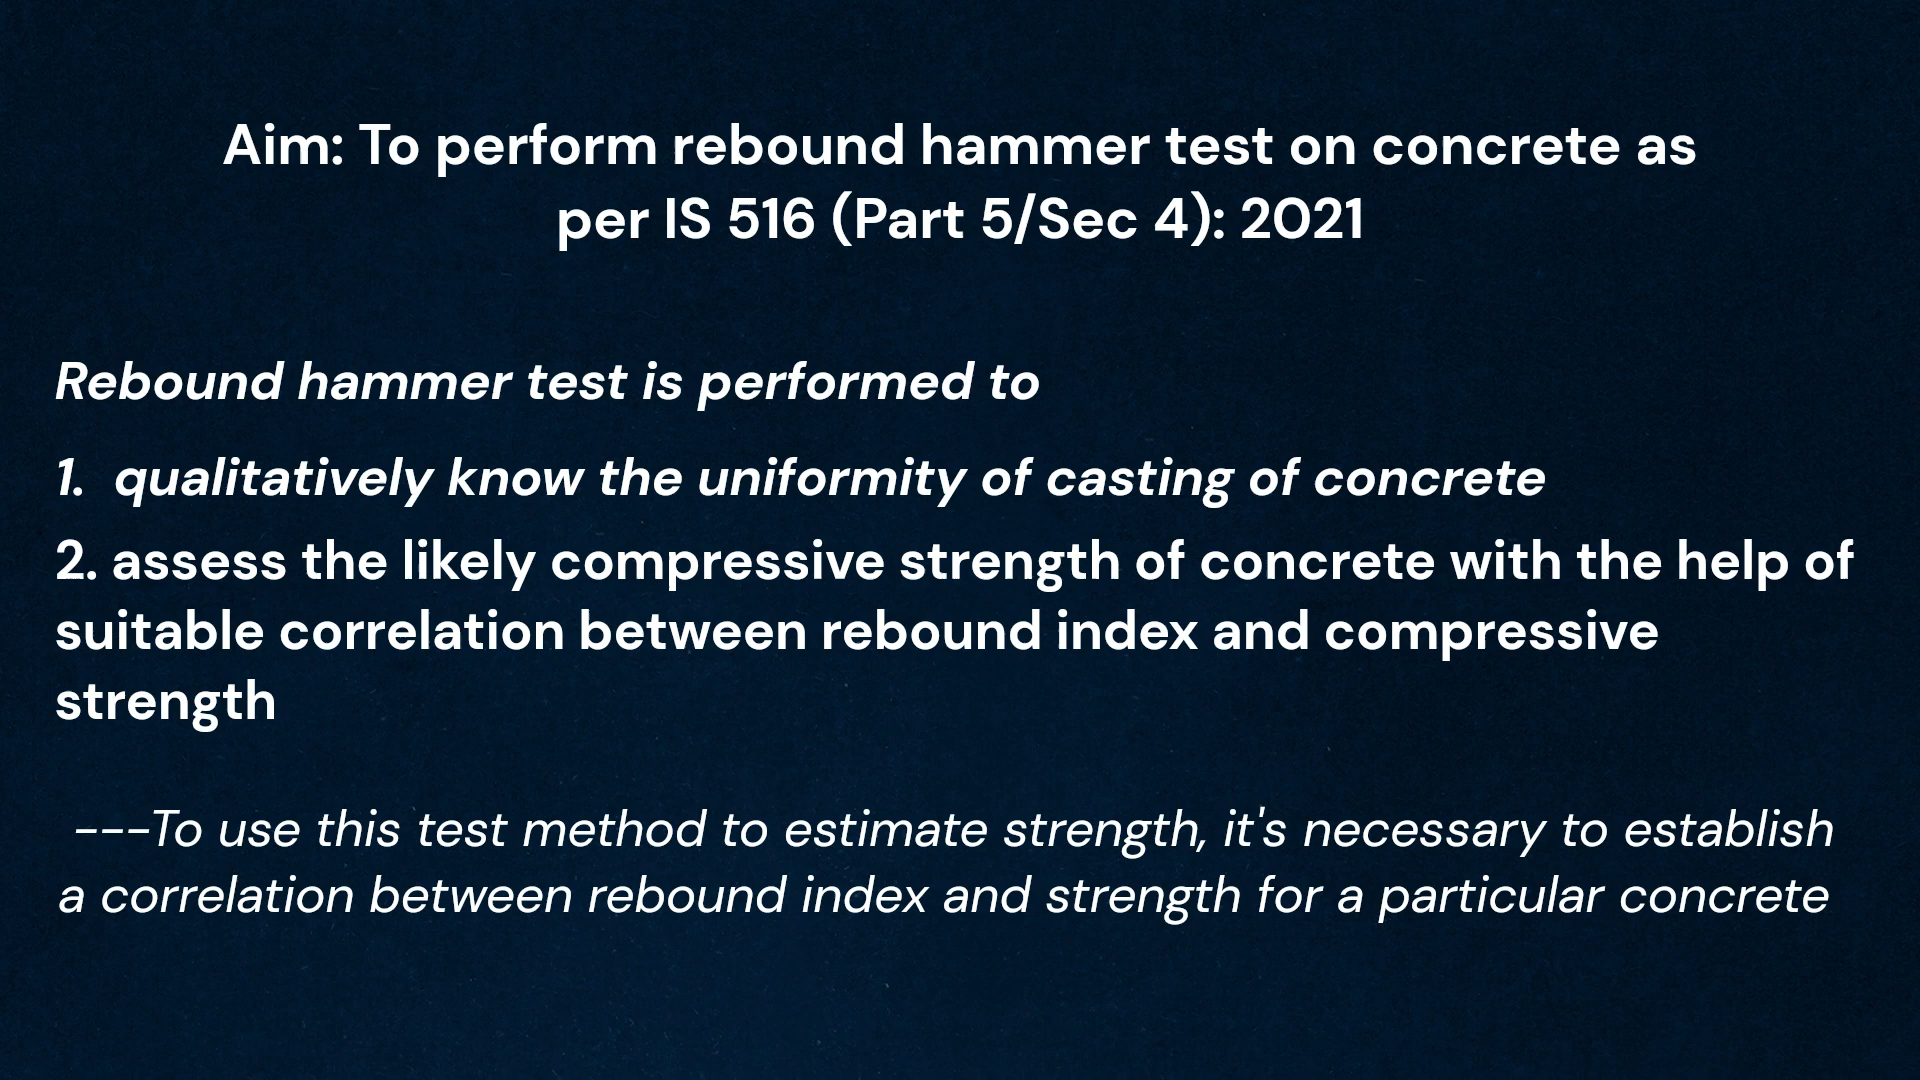 Aim: To perform rebound hammer test on concrete as
per IS 516 (Part 5/Sec 4): 2021
Rebound hammer test is performed to
1. qualitatively know the uniformity of casting of concrete
2. assess the likely compressive strength of concrete with the help of
suitable correlation between rebound index and compressive
strength
---To use this test method to estimate strength, it's necessary to establish
a correlation between rebound index and strength for a particular concrete